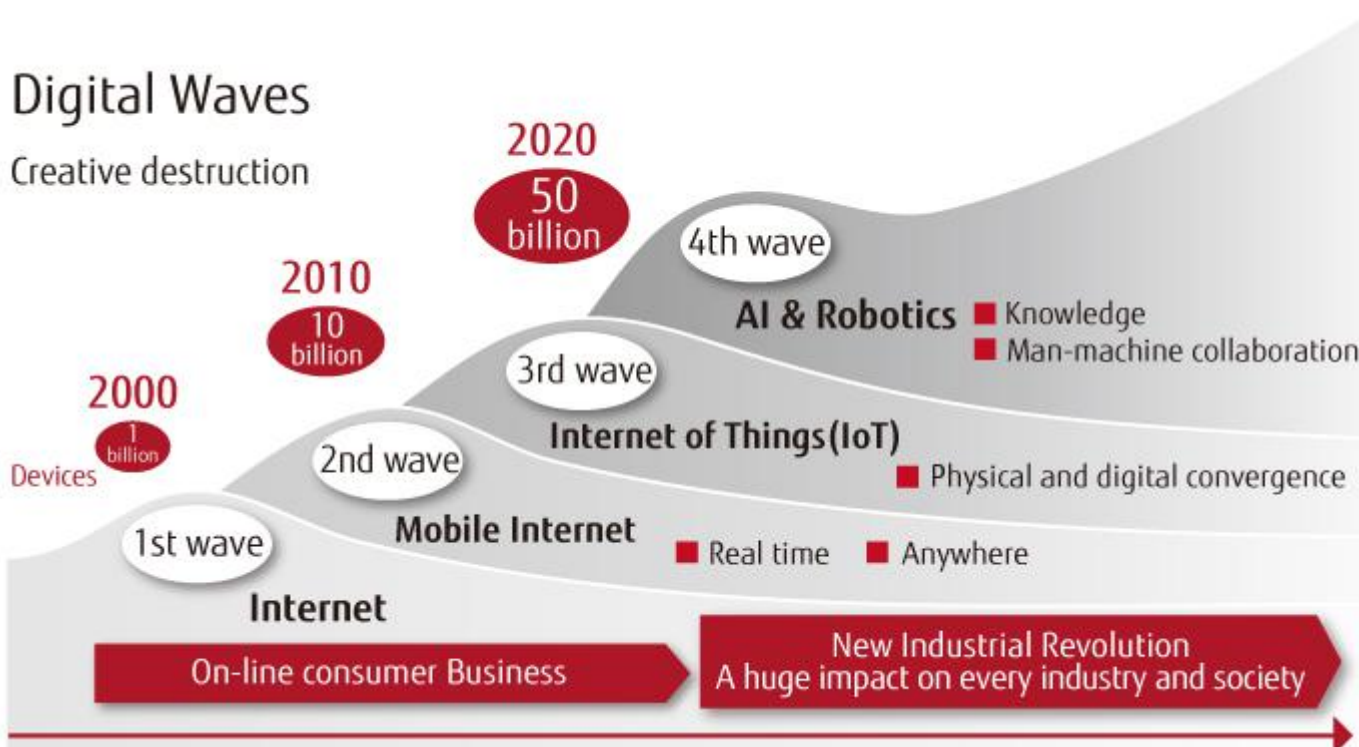 Digital Waves
Creative destruction
2020
50
billion
4th wave
AI & Robotics
Knowledge
Man-machine collaboration
2010
10
billion
3rd wave
Internet of Things(IoT)
Physical and digital convergence
2000
1
billion
Devices
2nd wave
Mobile Internet
Real time
Anywhere
1st wave
Internet
On-line consumer Business
New Industrial Revolution
A huge impact on every industry and society